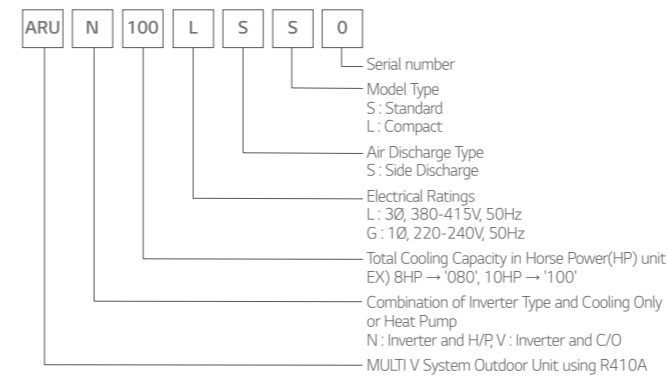 ARU N 100 L S S 0
Serial number
Model Type
S : Standard
L : Compact
Air Discharge Type
S : Side Discharge
Electrical Ratings
L : 3Ø, 380-415V, 50Hz
G : 1Ø, 220-240V, 50Hz
Total Cooling Capacity in Horse Power(HP) unit
EX) 8HP → '080', 10HP → '100'
Combination of Inverter Type and Cooling Only
or Heat Pump
N : Inverter and H/P, V : Inverter and C/O
MULTI V System Outdoor Unit using R410A